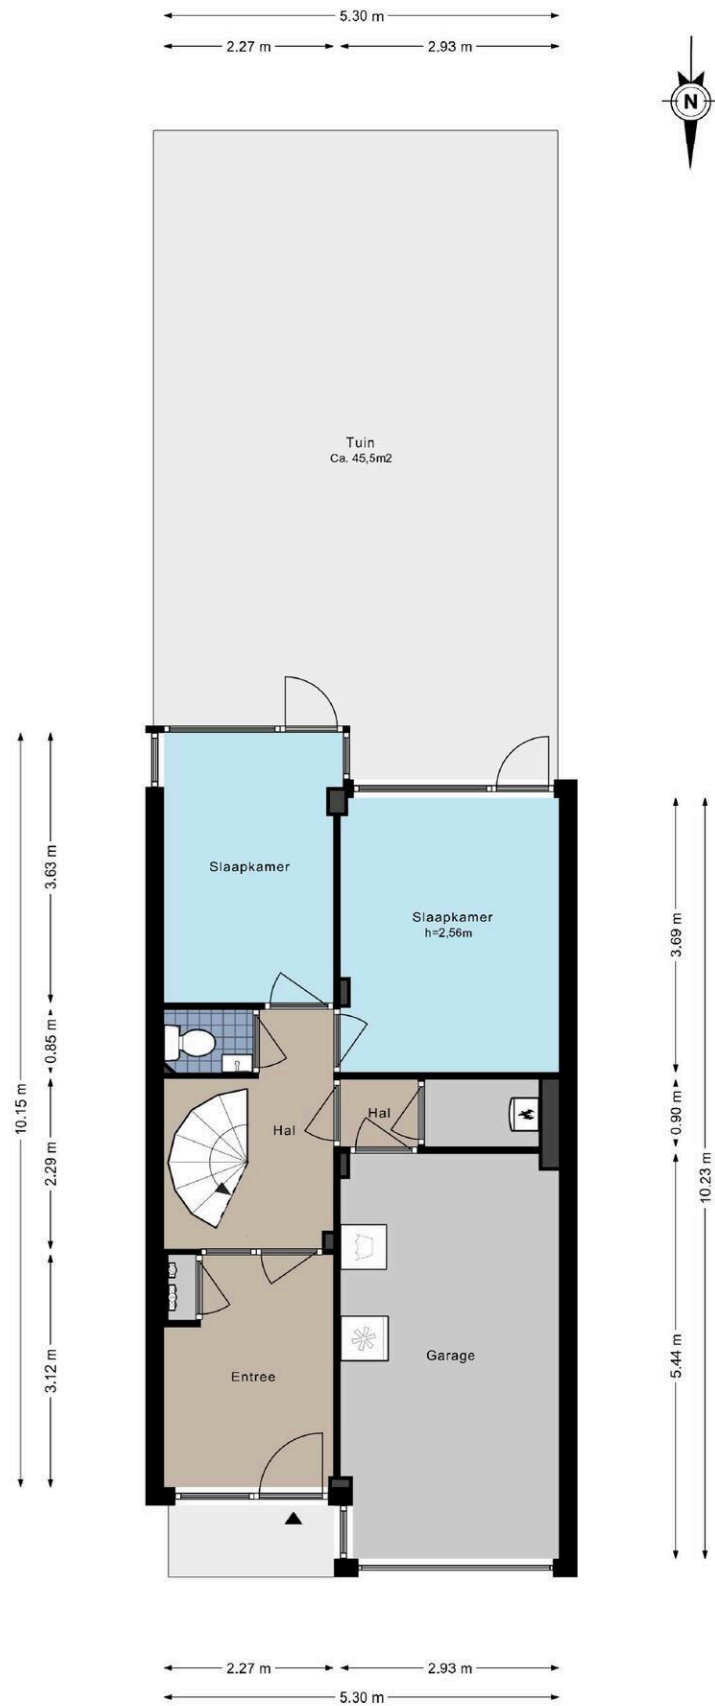 5.30 m
2.27 m
2.93 m
N
Tuin
Ca. 45,5m2
3.63 m
Slaapkamer
Slaapkamer
h=2,56m
3.69 m
0.85 m
10.15 m
2.29 m
Hal
Hal
0.90 m
10.23 m
3.12 m
Entree
Garage
5.44 m
2.27 m
2.93 m
5.30 m